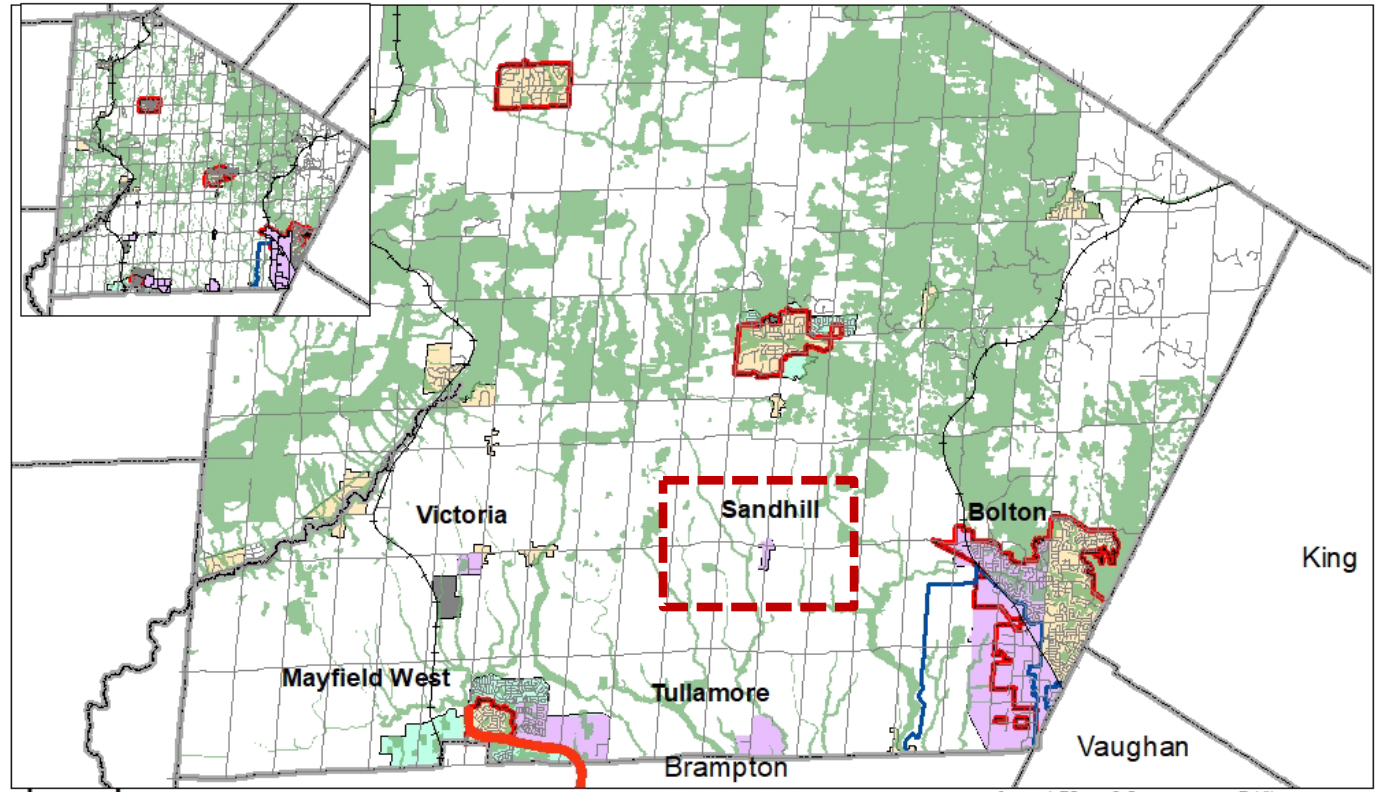 Victoria
Sandhill
Bolton
King
Mayfield West
Tullamore
Vaughan
Brampton